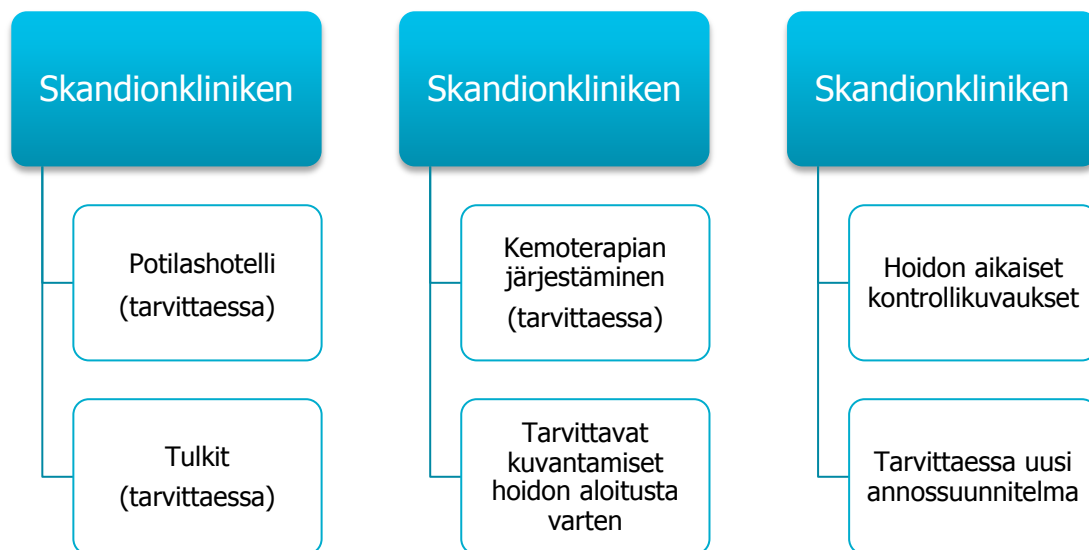 Skandionkliniken
Potilashotelli
(tarvittaessa)
Tulkit
(tarvittaessa)
Skandionkliniken
Kemoterapian
järjestäminen
(tarvittaessa)
Tarvittavat
kuvantamiset
hoidon aloitusta
varten
Skandionkliniken
Hoidon aikaiset
kontrollikuvaukset
Tarvittaessa uusi
annossuunnitelma